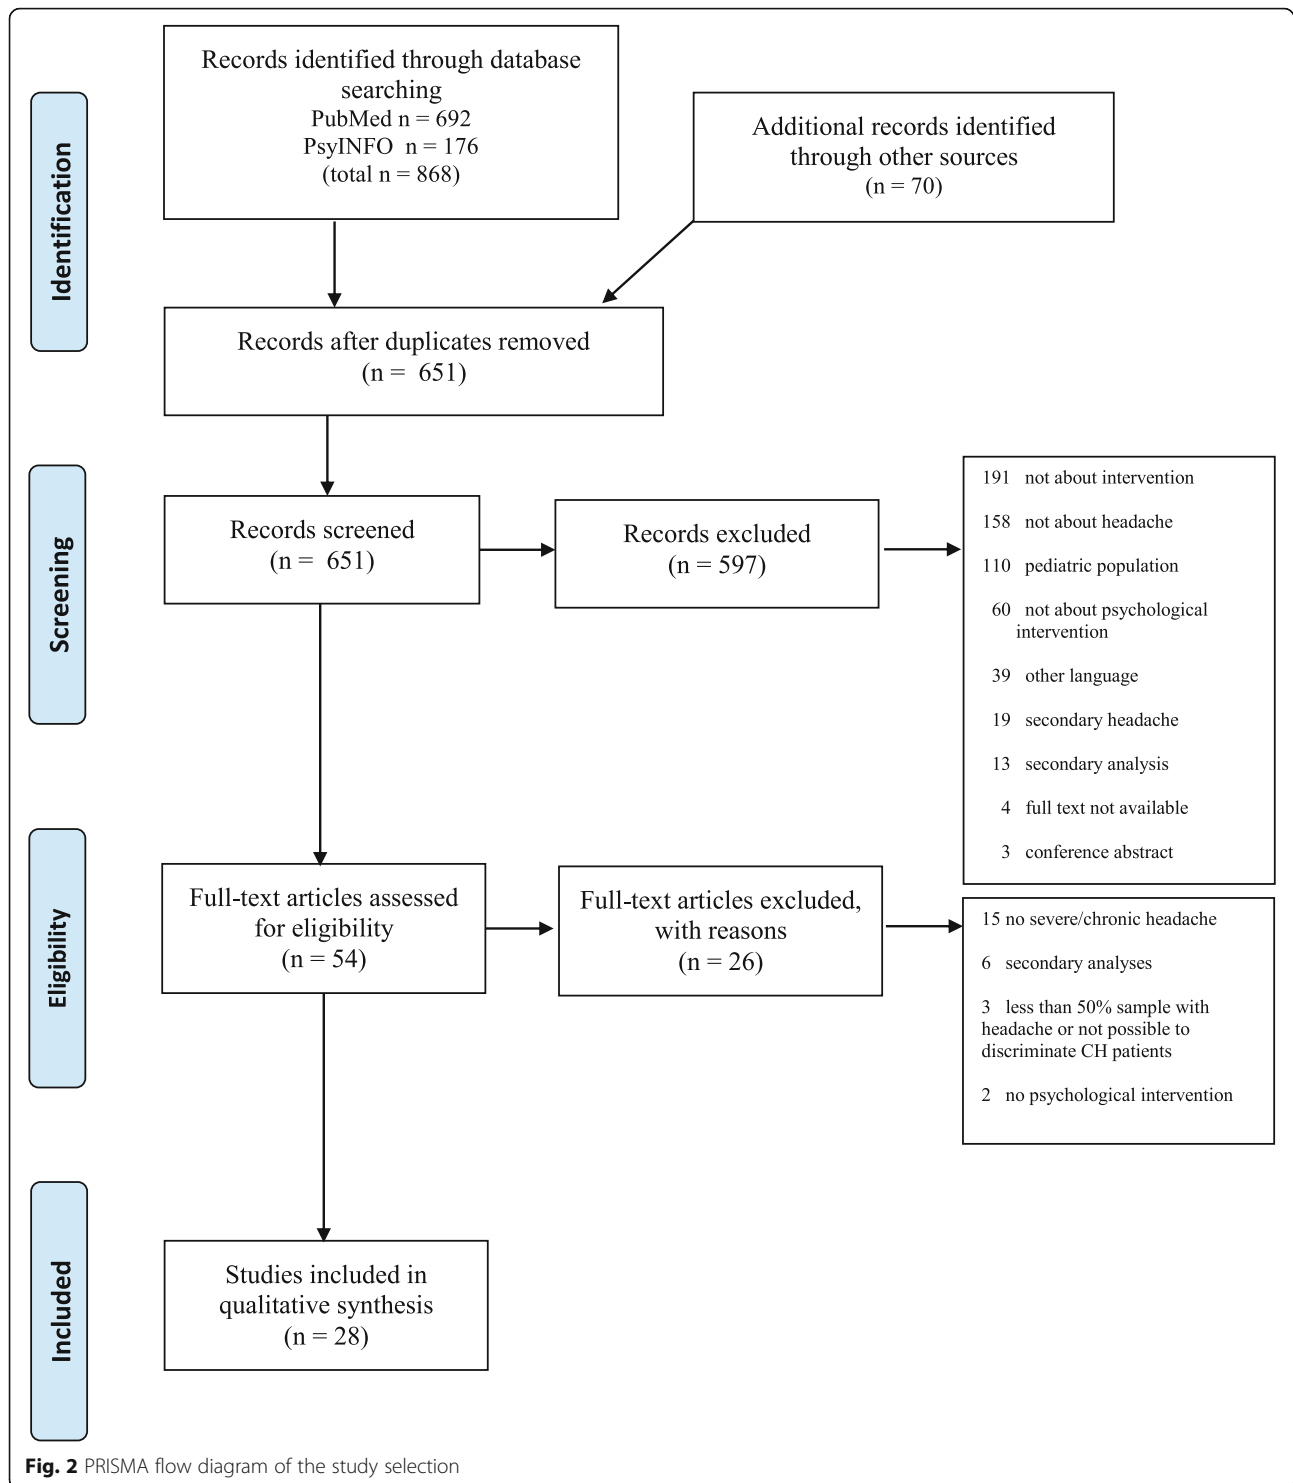 Identification
Records identified through database
searching
PubMed n = 692
PsyINFO n = 176
(total n = 868)
Additional records identified
through other sources
(n = 70)
Records after duplicates removed
(n = 651)
Screening
Records screened
(n = 651)
Records excluded
(n = 597)
191 not about intervention
158 not about headache
110 pediatric population
60 not about psychological
intervention
39 other language
19 secondary headache
13 secondary analysis
4 full text not available
3 conference abstract
Eligibility
Full-text articles assessed
for eligibility
(n = 54)
Full-text articles excluded,
with reasons
(n = 26)
15 no severe/chronic headache
6 secondary analyses
3 less than 50% sample with
headache or not possible to
discriminate CH patients
2 no psychological intervention
Included
Studies included in
qualitative synthesis
(n = 28)
Fig. 2 PRISMA flow diagram of the study selection